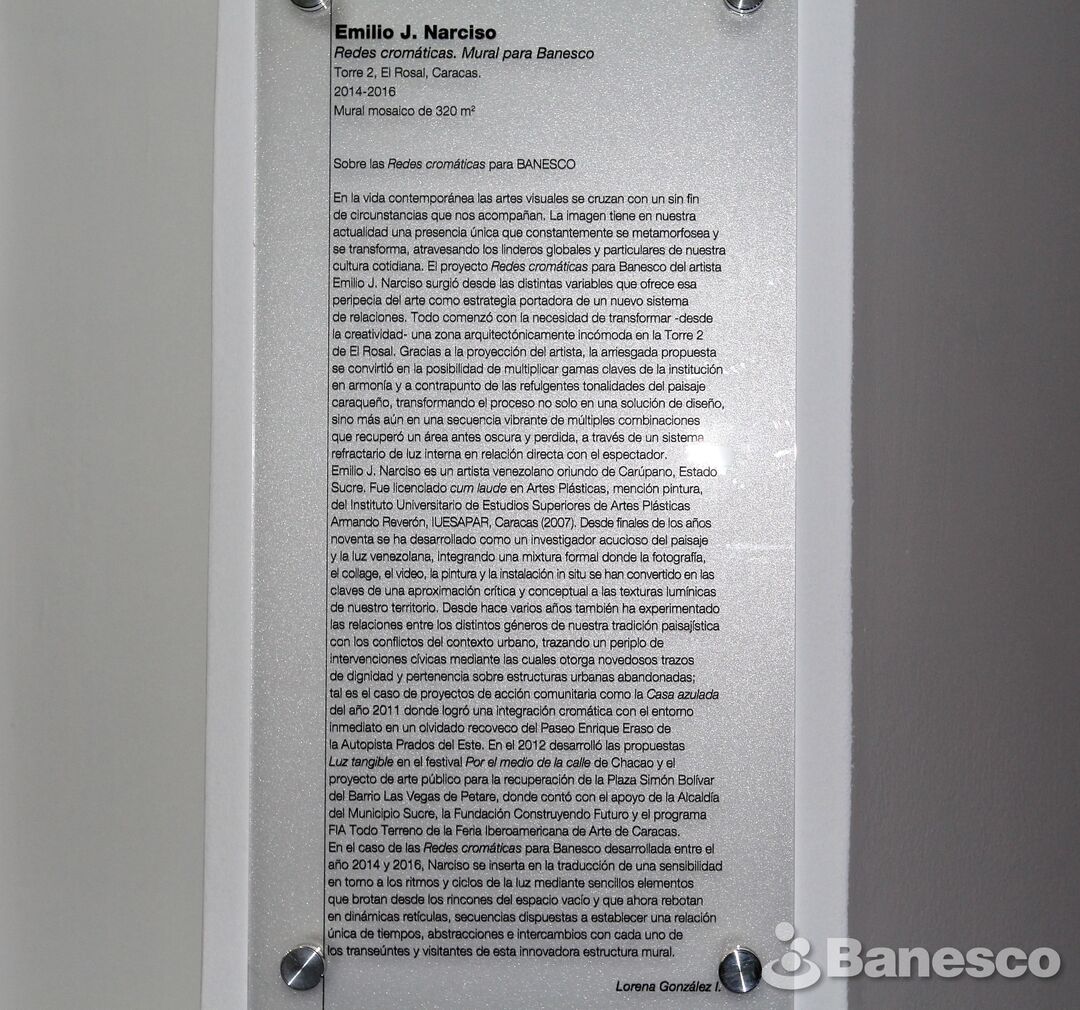 Emilio J. Narciso
Redes cromáticas. Mural para Banesco
Torre 2, El Rosal, Caracas.
2014-2016
Mural mosaico de 320 m²
Sobre las Redes cromáticas para BANESCO
En la vida contemporánea las artes visuales se cruzan con un sin fin
de circunstancias que nos acompañan. La imagen tiene en nuestra
actualidad una presencia única que constantemente se metamorfosea y
se transforma, atravesando los linderos globales y particulares de nuestra
cultura cotidiana. El proyecto Redes cromáticas para Banesco del artista
Emilio J. Narciso surgió desde las distintas variables que ofrece esa
peripecia del arte como estrategia portadora de un nuevo sistema
de relaciones. Todo comenzó con la necesidad de transformar -desde
la creatividad- una zona arquitectónicamente incómoda en la Torre 2
de El Rosal. Gracias a la proyección del artista, la arriesgada propuesta
se convirtió en la posibilidad de multiplicar gamas claves de la institución
en armonía y a contrapunto de las refulgentes tonalidades del paisaje
caraqueño, transformando el proceso no solo en una solución de diseño,
sino más aún en una secuencia vibrante de múltiples combinaciones
que recuperó un área antes oscura y perdida, a través de un sistema
refractario de luz interna en relación directa con el espectador.
Emilio J. Narciso es un artista venezolano oriundo de Carúpano, Estado
Sucre. Fue licenciado cum laude en Artes Plásticas, mención pintura,
del Instituto Universitario de Estudios Superiores de Artes Plásticas
Armando Reverón, IUESAPAR, Caracas (2007). Desde finales de los años
noventa se ha desarrollado como un investigador acucioso del paisaje
y la luz venezolana, integrando una mixtura formal donde la fotografía,
el collage, el video, la pintura y la instalación in situ se han convertido en las
claves de una aproximación crítica y conceptual a las texturas lumínicas
de nuestro territorio. Desde hace varios años también ha experimentado
las relaciones entre los distintos géneros de nuestra tradición paisajística
con los conflictos del contexto urbano, trazando un periplo de
intervenciones cívicas mediante las cuales otorga novedosos trazos
de dignidad y pertenencia sobre estructuras urbanas abandonadas;
tal es el caso de proyectos de acción comunitaria como la Casa azulada
del año 2011 donde logró una integración cromática con el entorno
inmediato en un olvidado recoveco del Paseo Enrique Eraso de
la Autopista Prados del Este. En el 2012 desarrolló las propuestas
Luz tangible en el festival Por el medio de la calle de Chacao y el
proyecto de arte público para la recuperación de la Plaza Simón Bolívar
del Barrio Las Vegas de Petare, donde contó con el apoyo de la Alcaldía
del Municipio Sucre, la Fundación Construyendo Futuro y el programa
FIA Todo Terreno de la Feria Iberoamericana de Arte de Caracas.
En el caso de las Redes cromáticas para Banesco desarrollada entre el
año 2014 y 2016, Narciso se inserta en la traducción de una sensibilidad
en torno a los ritmos y ciclos de la luz mediante sencillos elementos
que brotan desde los rincones del espacio vacío y que ahora rebotan
en dinámicas retículas, secuencias dispuestas a establecer una relación
única de tiempos, abstracciones e intercambios con cada uno de
los transeúntes y visitantes de esta innovadora estructura mural.
Lorena González I.
Banesco